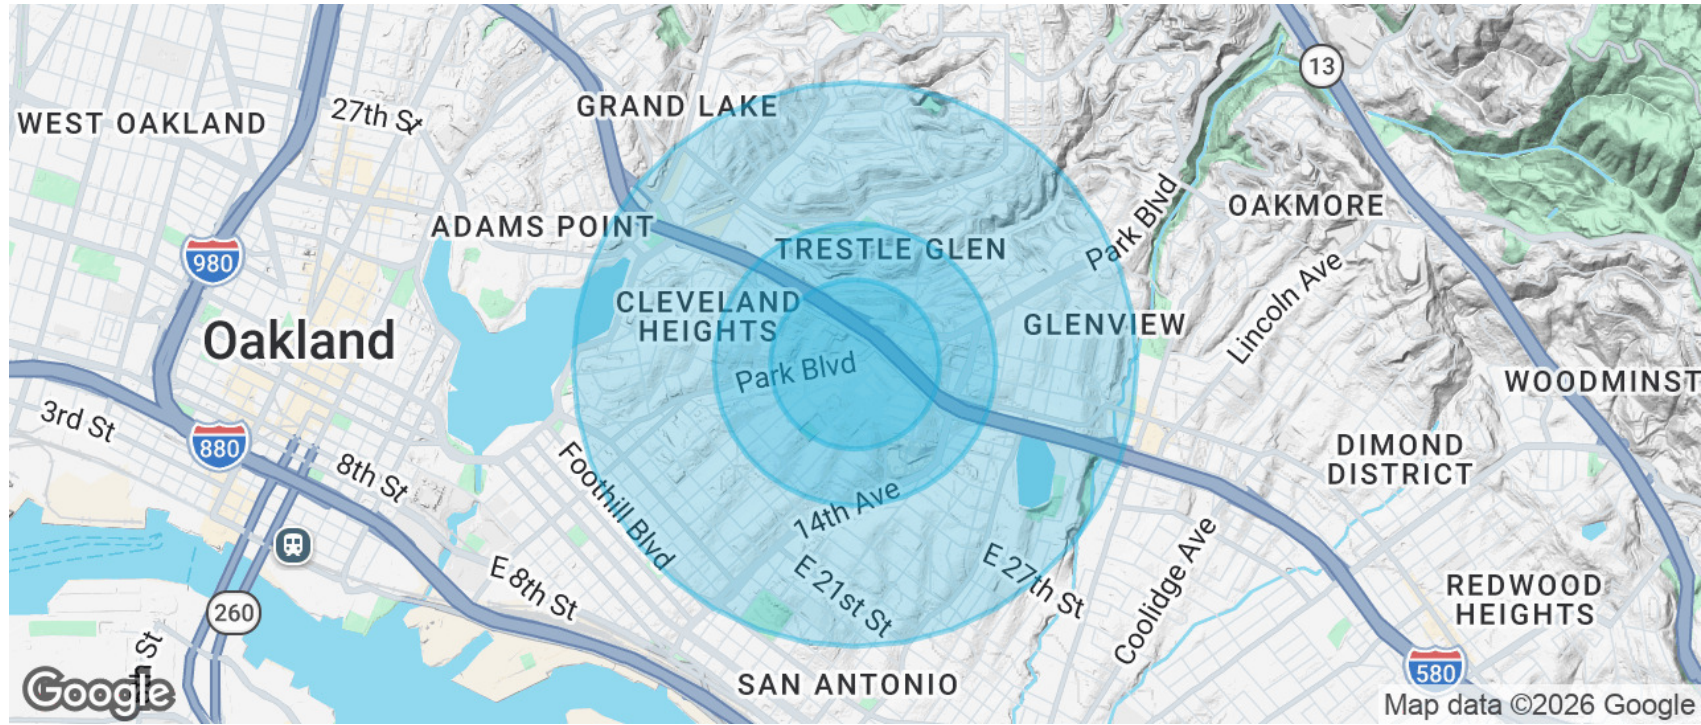 13
27th St
GRAND LAKE
WEST OAKLAND
OAKMORE
Park Blvd
ADAMS POINT
TRESTLE GLEN
980
Lincoln Ave
CLEVELAND
HEIGHTS
GLENVIEW
Oakland
Park Blvd
WOODMINST
3rd St
880
8th St
DIMOND
DISTRICT
Foothill Blvd
14th Ave
E 8th St
E 21st St
E 27th St
Coolidge Ave
REDWOOD
HEIGHTS
260
580
SAN ANTONIO
Google
Map data ©2026 Google